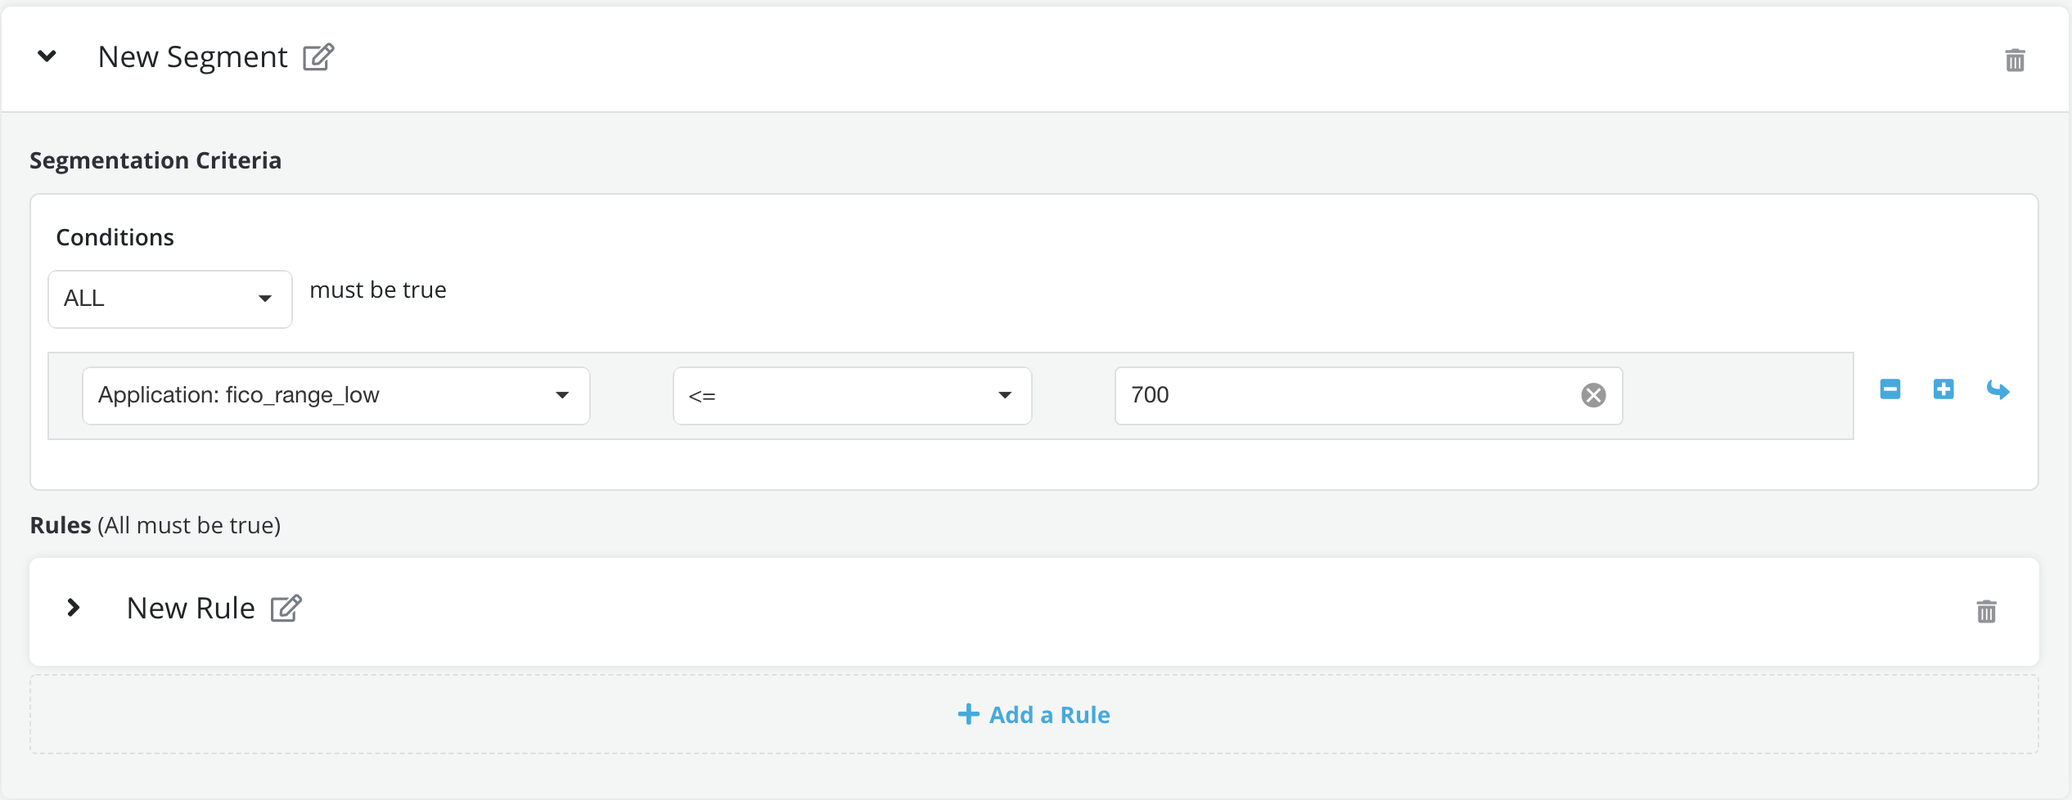 New Segment
Segmentation Criteria
Conditions
ALL must be true
Application: fico_range_low <= 700
Rules (All must be true)
New Rule
Add a Rule